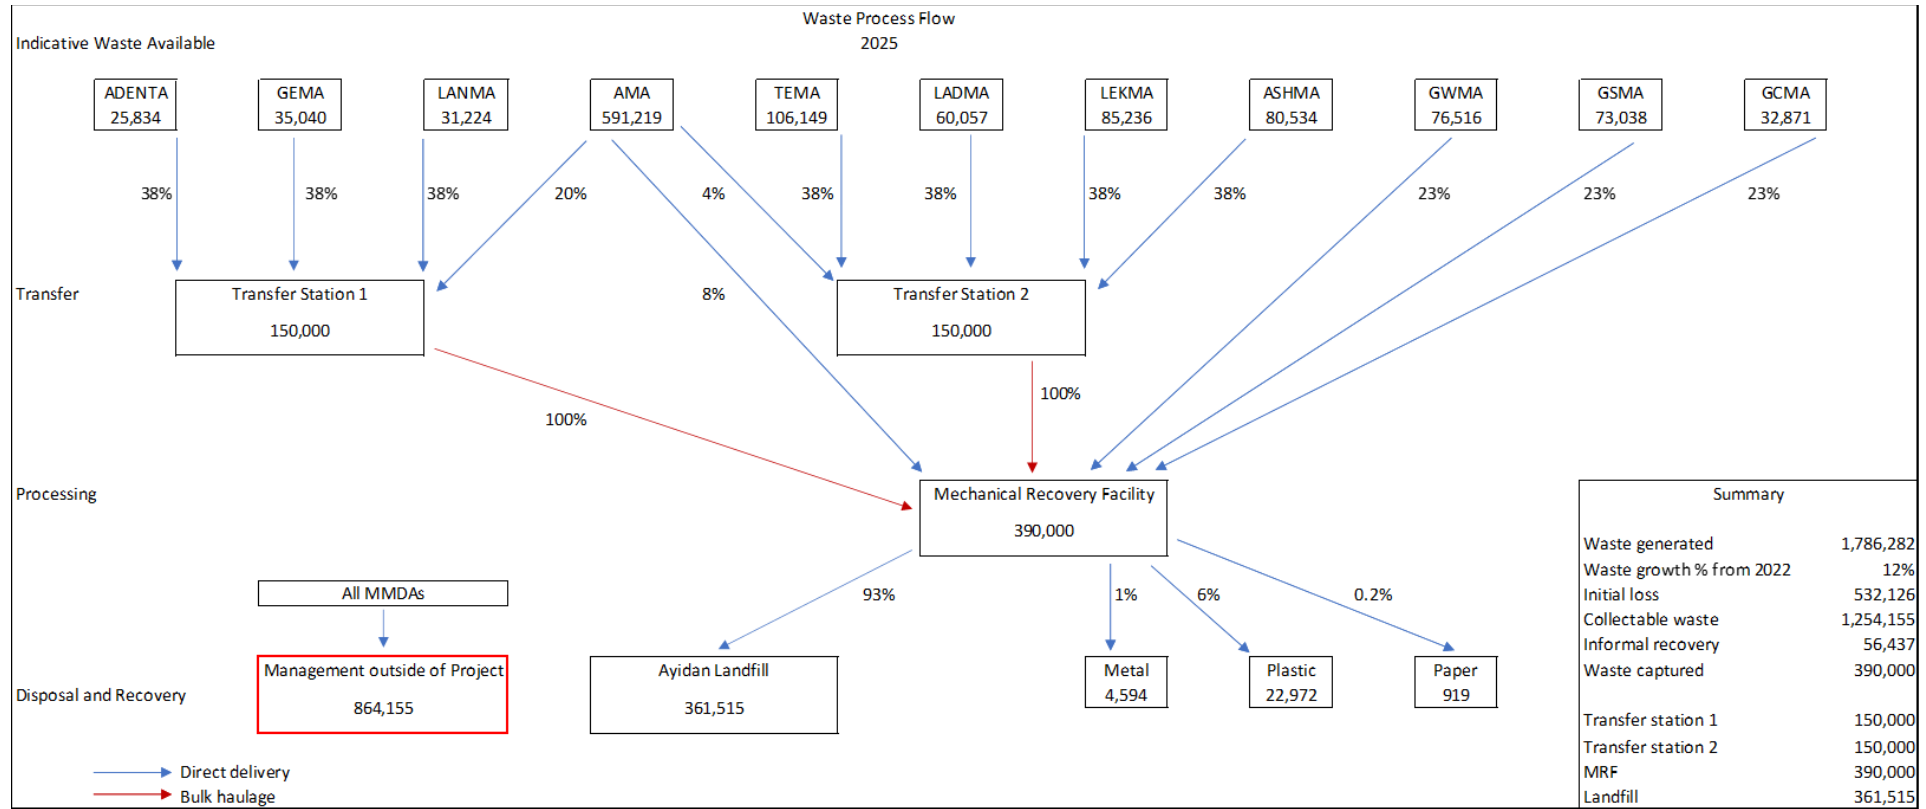 Waste Process Flow
Indicative Waste Available
2025
ADENTA
25,834
GEMA
35,040
LANMA
31,224
AMA
591,219
TEMA
106,149
LADMA
60,057
LEKMA
85,236
ASHMA
80,534
GWMA
76,516
GSMA
73,038
GCMA
32,871
38%
38%
38%
20%
4%
38%
38%
38%
38%
23%
23%
23%
Transfer
Transfer Station 1
150,000
8%
Transfer Station 2
150,000
100%
100%
Processing
Mechanical Recovery Facility
390,000
93%
1%
6%
0.2%
All MMDAs
Disposal and Recovery
Management outside of Project
864,155
Ayidan Landfill
361,515
Metal
4,594
Plastic
22,972
Paper
919
Direct delivery
Bulk haulage
Summary
Waste generated 1,786,282
Waste growth % from 2022 12%
Initial loss 532,126
Collectable waste 1,254,155
Informal recovery 56,437
Waste captured 390,000
Transfer station 1 150,000
Transfer station 2 150,000
MRF 390,000
Landfill 361,515